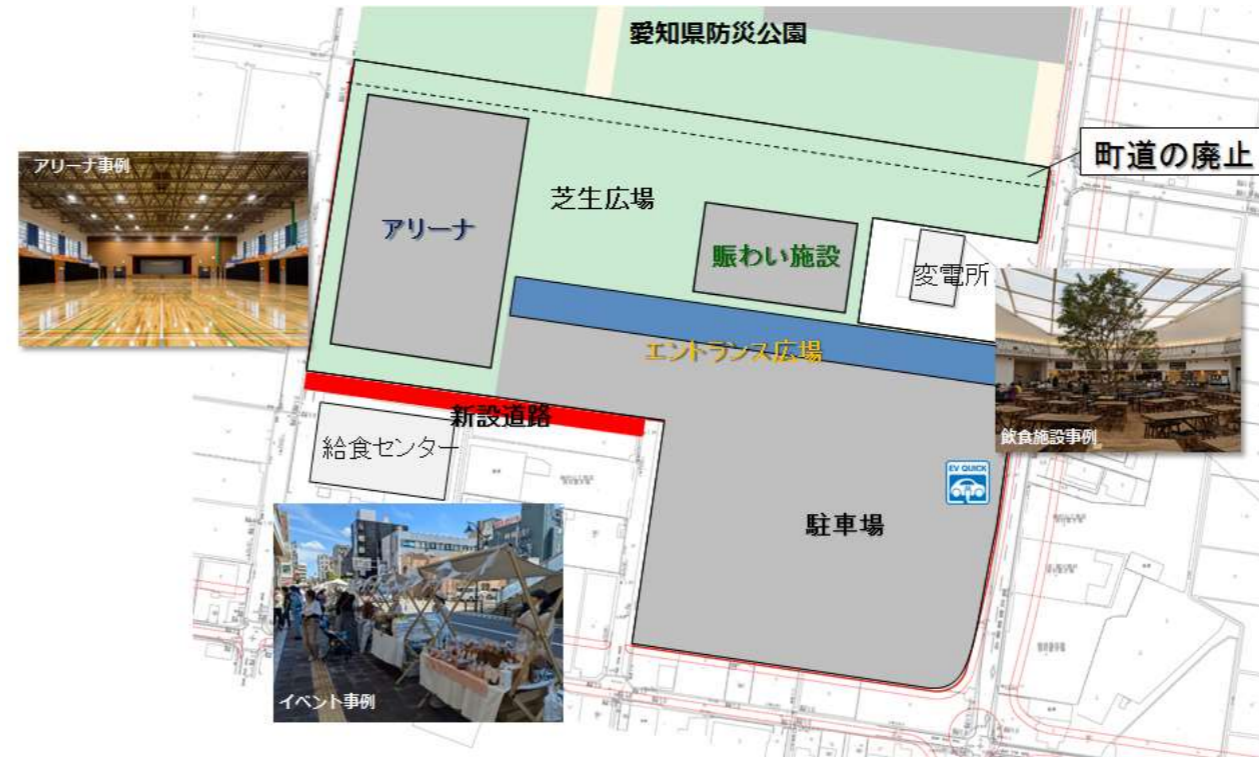 愛知県防災公園
町道の廃止
アリーナ事例
芝生広場
アリーナ
賑わい施設
変電所
エントランス広場
新設道路
給食センター
飲食施設事例
EV QUICK
駐車場
イベント事例